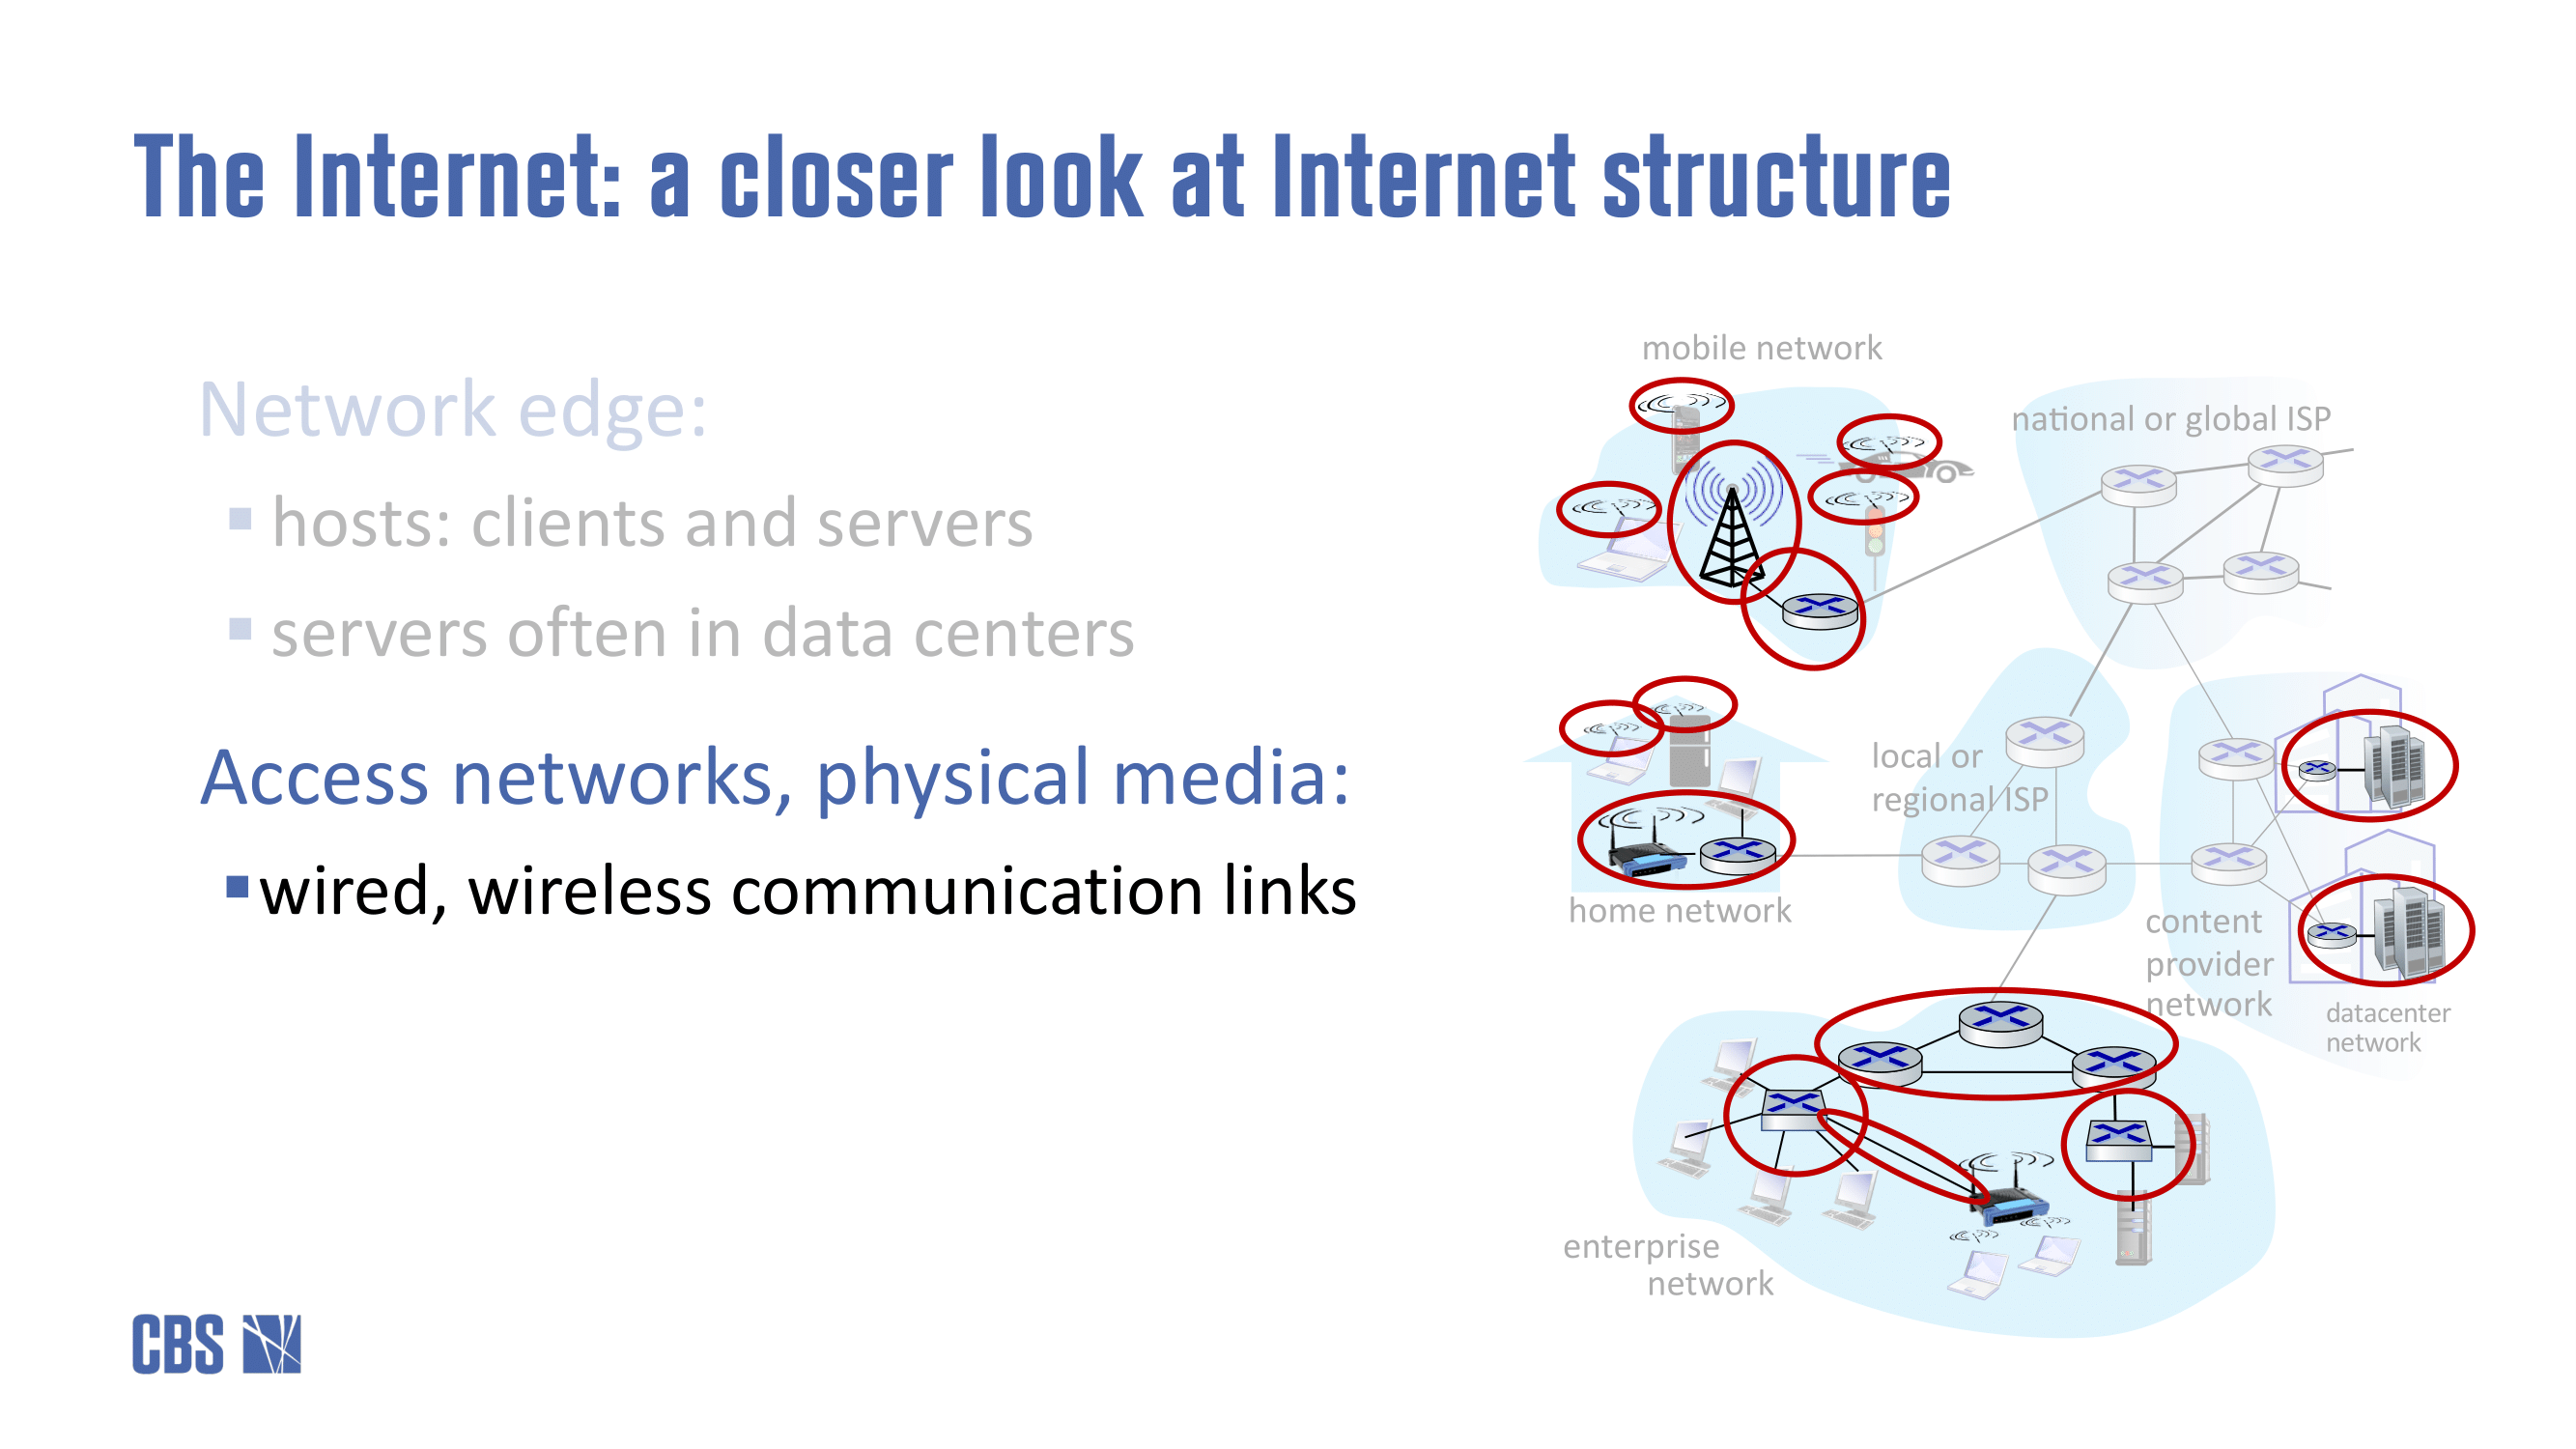 The Internet: a closer look at Internet structure
Network edge:
hosts: clients and servers
servers often in data centers
Access networks, physical media:
wired, wireless communication links
mobile network
national or global ISP
local or
regional ISP
home network
content
provider
network
datacenter
network
enterprise
network
CBS